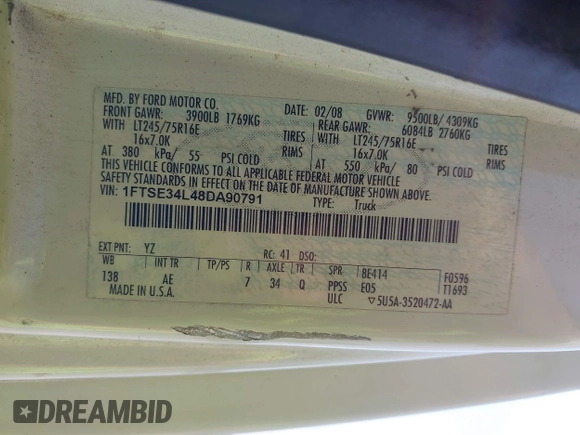 MFD. BY FORD MOTOR CO.
DATE: 02/08 GVWR: 9500LB/ 4309KG
FRONT GAWR: 3900LB 1769KG REAR GAWR: 6084LB 2760KG
WITH LT245/75R16E TIRES WITH LT245/75R16E TIRES
16x7.0K RIMS 16x7.0K RIMS
AT 380 kPa/ 55 PSI COLD AT 550 kPa/ 80 PSI COLD
THIS VEHICLE CONFORMS TO ALL APPLICABLE FEDERAL MOTOR VEHICLE
SAFETY STANDARDS IN EFFECT ON THE DATE OF MANUFACTURE SHOWN ABOVE.
VIN: 1FTSE34L48DA90791 TYPE: Truck
EXT PNT: YZ RC: 41 DSO:
WB INT TR TP/PS R AXLE TR SPR 8E414 F0596
138 AE 7 34 Q PPSS E05 T1693
MADE IN U.S.A. ULC ▽5U5A-3520472-AA
DREAMBID